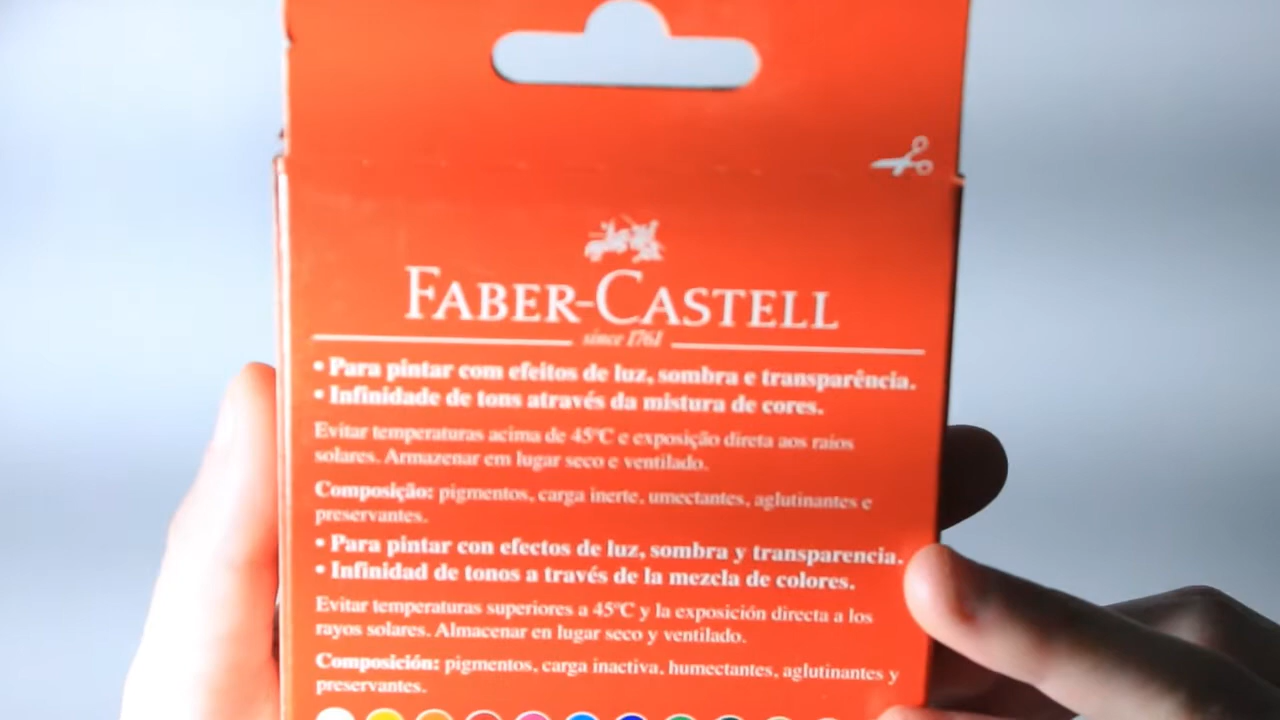 FABER-CASTELL
since 1761
• Para pintar com efeitos de luz, sombra e transparência.
• Infinidade de tons através da mistura de cores.
Evitar temperaturas acima de 45ºC e exposição direta aos raios
solares. Armazenar em lugar seco e ventilado.
Composição: pigmentos, carga inerte, umectantes, aglutinantes e
preservantes.
• Para pintar con efectos de luz, sombra y transparencia.
• Infinidad de tonos a través de la mezcla de colores.
Evitar temperaturas superiores a 45ºC y la exposición directa a los
rayos solares. Almacenar en lugar seco y ventilado.
Composición: pigmentos, carga inactiva, humectantes, aglutinantes y
preservantes.